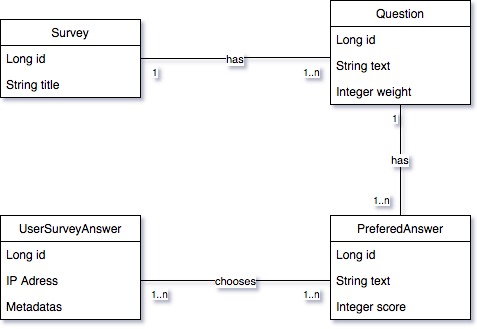 Survey
Long id
String title
has
1
1..n
Question
Long id
String text
Integer weight
1
has
1..n
UserSurveyAnswer
Long id
IP Adress
Metadatas
chooses
1..n
1..n
PreferedAnswer
Long id
String text
Integer score